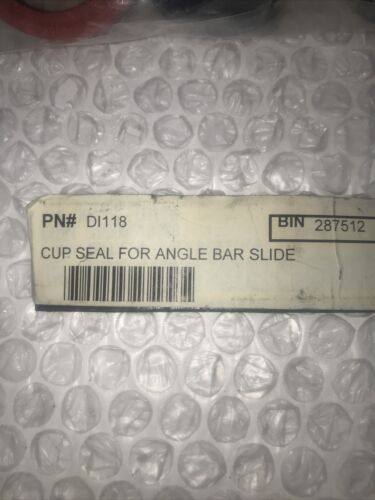 PN# DI118 BIN 287512
CUP SEAL FOR ANGLE BAR SLIDE